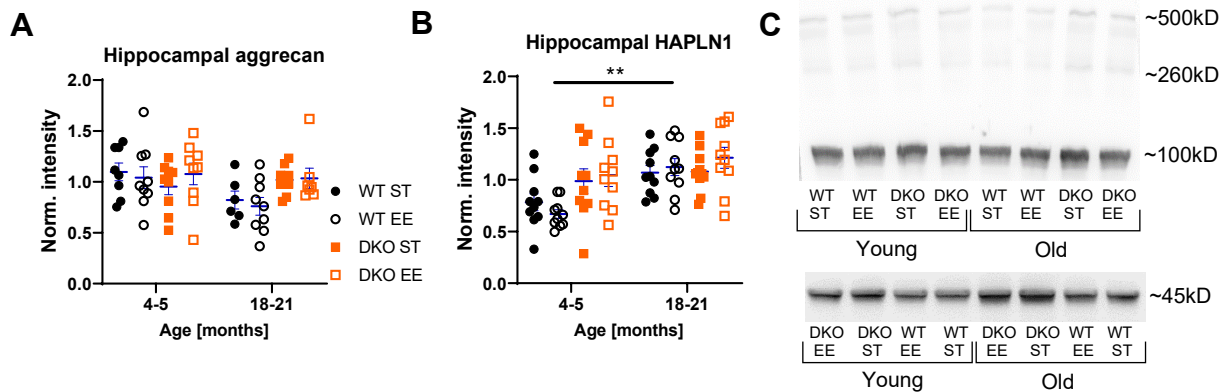 A
Hippocampal aggrecan
Norm. intensity
2.0
1.5
1.0
0.5
0.0
4-5
18-21
Age [months]
WT ST
WT EE
DKO ST
DKO EE
B
Hippocampal HAPLN1
**
Norm. intensity
2.0
1.5
1.0
0.5
0.0
4-5
18-21
Age [months]
C
~500kD
~260kD
~100kD
WT WT DKO DKO WT WT DKO DKO
ST EE ST EE ST EE ST EE
Young Old
~45kD
DKO DKO WT WT DKO DKO WT WT
EE ST EE ST EE ST EE ST
Young Old